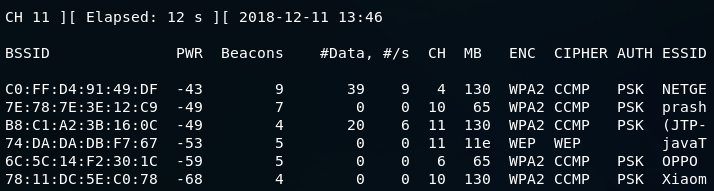 CH 11 ][ Elapsed: 12 s ][ 2018-12-11 13:46
BSSID PWR Beacons #Data, #/s CH MB ENC CIPHER AUTH ESSID
C0:FF:D4:91:49:DF -43 9 39 9 4 130 WPA2 CCMP PSK NETGE
7E:78:7E:3E:12:C9 -49 7 0 0 10 65 WPA2 CCMP PSK prash
B8:C1:A2:3B:16:0C -49 4 20 6 11 130 WPA2 CCMP PSK (JTP-
74:DA:DA:DB:F7:67 -53 5 0 0 11 11e WEP WEP javaT
6C:5C:14:F2:30:1C -59 5 0 0 6 65 WPA2 CCMP PSK OPPO
78:11:DC:5E:C0:78 -68 4 0 0 10 130 WPA2 CCMP PSK Xiaom